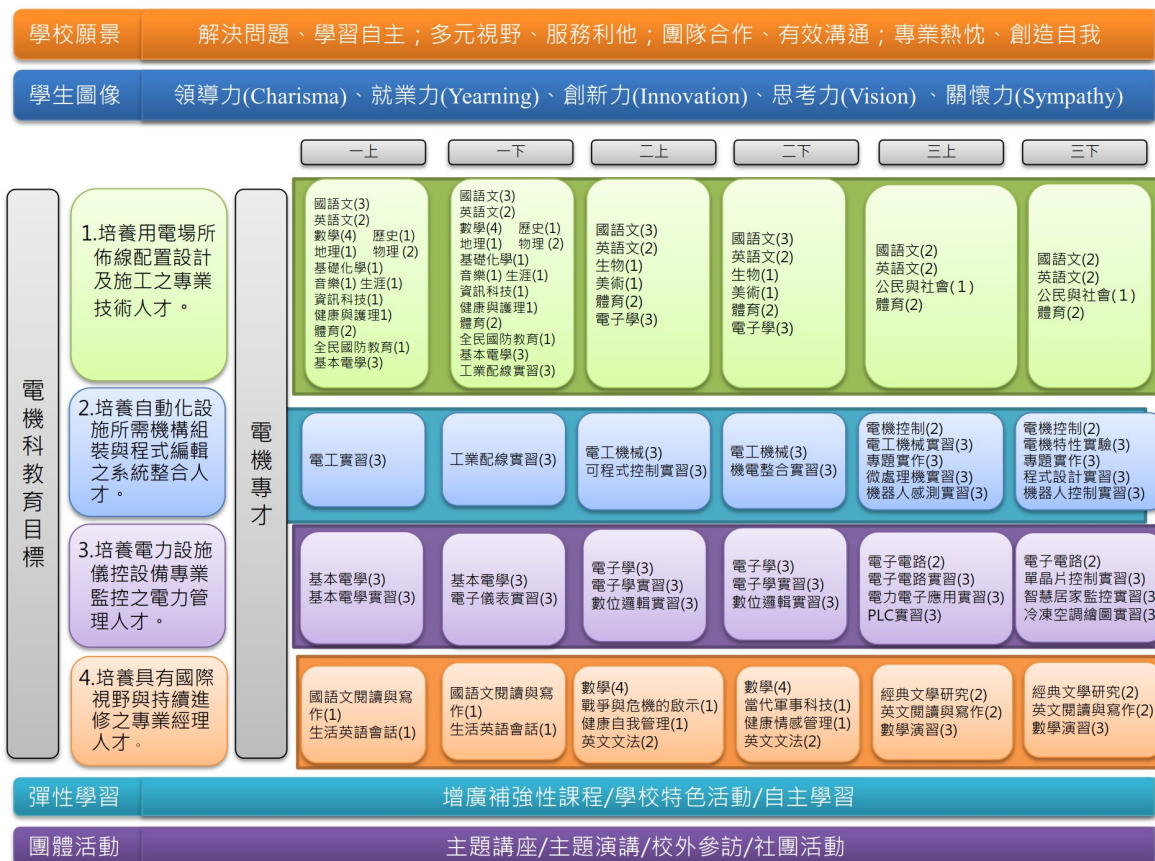 學校願景
解決問題、學習自主；多元視野、服務利他；團隊合作、有效溝通；專業熱忱、創造自我
學生圖像
領導力(Charisma)、就業力(Yearning)、創新力(Innovation)、思考力(Vision) 、關懷力(Sympathy)
一上
一下
二上
二下
三上
三下
電機科教育目標
電機專才
1.培養用電場所
佈線配置設計
及施工之專業
技術人才。
國語文(3)
英語文(2)
數學(4) 歷史(1)
地理(1) 物理 (2)
基礎化學(1)
音樂(1) 生涯(1)
資訊科技(1)
健康與護理1)
體育(2)
全民國防教育(1)
基本電學(3)
國語文(3)
英語文(2)
數學(4) 歷史(1)
地理(1) 物理 (2)
基礎化學(1)
音樂(1) 生涯(1)
資訊科技(1)
健康與護理1)
體育(2)
全民國防教育(1)
基本電學(3)
工業配線實習(3)
國語文(3)
英語文(2)
生物(1)
美術(1)
體育(2)
電子學(3)
國語文(3)
英語文(2)
生物(1)
美術(1)
體育(2)
電子學(3)
國語文(2)
英語文(2)
公民與社會(１)
體育(2)
國語文(2)
英語文(2)
公民與社會(１)
體育(2)
2.培養自動化設
施所需機構組
裝與程式編輯
之系統整合人
才。
電工實習(3)
工業配線實習(3)
電工機械(3)
可程式控制實習(3)
電工機械(3)
機電整合實習(3)
電機控制(2)
電工機械實習(3)
專題實作(3)
微處理機實習(3)
機器人感測實習(3)
電機控制(2)
電機特性實驗(3)
專題實作(3)
程式設計實習(3)
機器人控制實習(3)
3.培養電力設施
儀控設備專業
監控之電力管
理人才。
基本電學(3)
基本電學實習(3)
基本電學(3)
電子儀表實習(3)
電子學(3)
電子學實習(3)
數位邏輯實習(3)
電子學(3)
電子學實習(3)
數位邏輯實習(3)
電子電路(2)
電子電路實習(3)
電力電子應用實習(3)
PLC實習(3)
電子電路(2)
單晶片控制實習(3)
智慧居家監控實習(3)
冷凍空調繪圖實習(3)
4.培養具有國際
視野與持續進
修之專業經理
人才。
國語文閱讀與寫
作(1)
生活英語會話(1)
國語文閱讀與寫
作(1)
生活英語會話(1)
數學(4)
戰爭與危機的啟示(1)
健康自我管理(1)
英文文法(2)
數學(4)
當代軍事科技(1)
健康情感管理(1)
英文文法(2)
經典文學研究(2)
英文閱讀與寫作(2)
數學演習(3)
經典文學研究(2)
英文閱讀與寫作(2)
數學演習(3)
彈性學習
增廣補強性課程/學校特色活動/自主學習
團體活動
主題講座/主題演講/校外參訪/社團活動